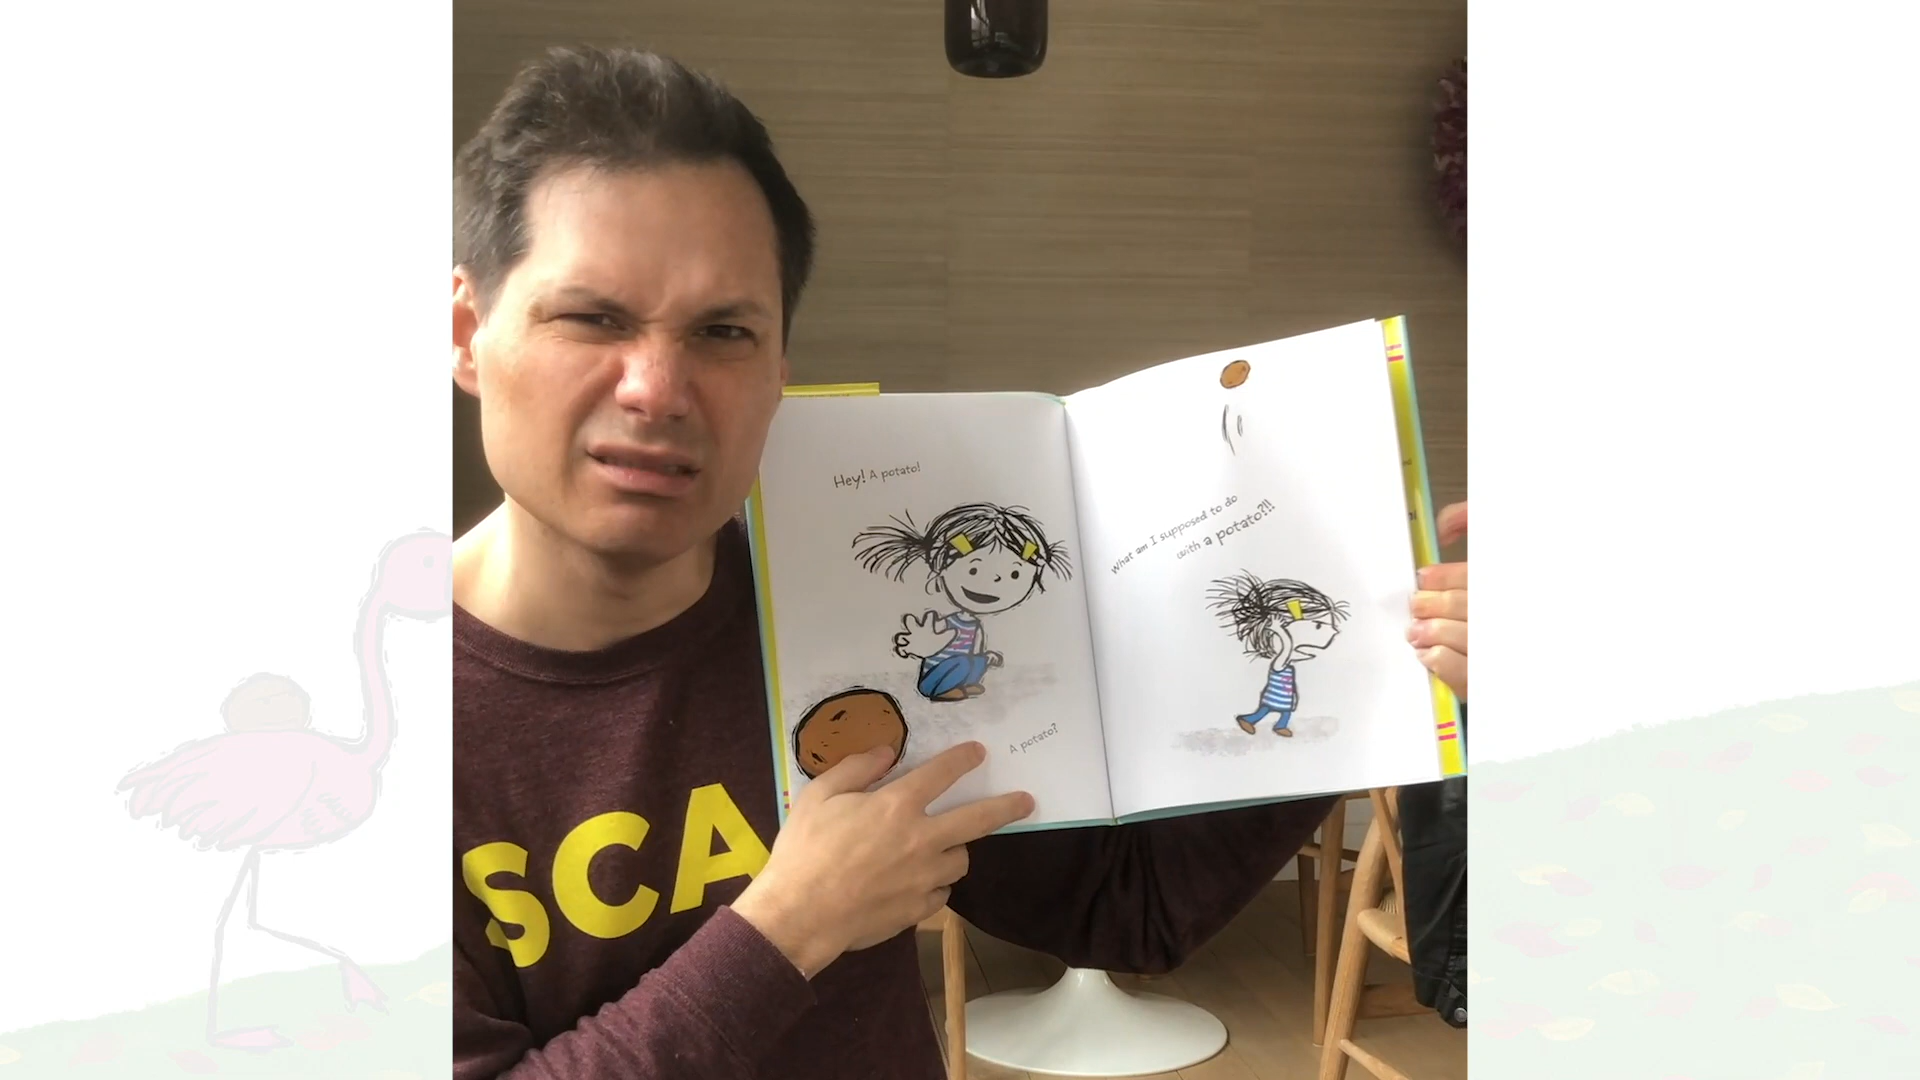 Hey! A potato!
A potato?
What am I supposed to do
with a potato?!!
SCA